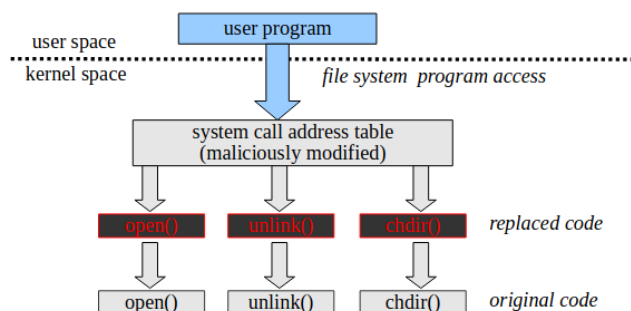 user program
user space
kernel space
file system program access
system call address table
(maliciously modified)
open() unlink() chdir() replaced code
open() unlink() chdir() original code